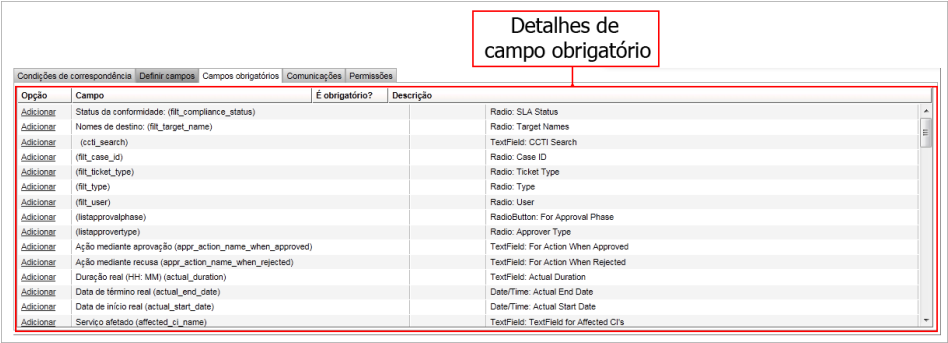 Detalhes de
campo obrigatório
Condições de correspondência Definir campos Campos obrigatórios Comunicações Permissões
Opção Campo É obrigatório? Descrição
Adicionar Status da conformidade: (filt_compliance_status) Radio: SLA Status
Adicionar Nomes de destino: (filt_target_name) Radio: Target Names
Adicionar (ccti_search) TextField: CCTI Search
Adicionar (filt_case_id) Radio: Case ID
Adicionar (filt_ticket_type) Radio: Ticket Type
Adicionar (filt_type) Radio: Type
Adicionar (filt_user) Radio: User
Adicionar (listapprovalphase) RadioButton: For Approval Phase
Adicionar (listapprovertype) Radio: Approver Type
Adicionar Ação mediante aprovação (appr_action_name_when_approved) TextField: For Action When Approved
Adicionar Ação mediante recusa (appr_action_name_when_rejected) TextField: For Action When Rejected
Adicionar Duração real (HH: MM) (actual_duration) TextField: Actual Duration
Adicionar Data de término real (actual_end_date) Date/Time: Actual End Date
Adicionar Data de início real (actual_start_date) Date/Time: Actual Start Date
Adicionar Serviço afetado (affected_ci_name) TextField: TextField for Affected CI's